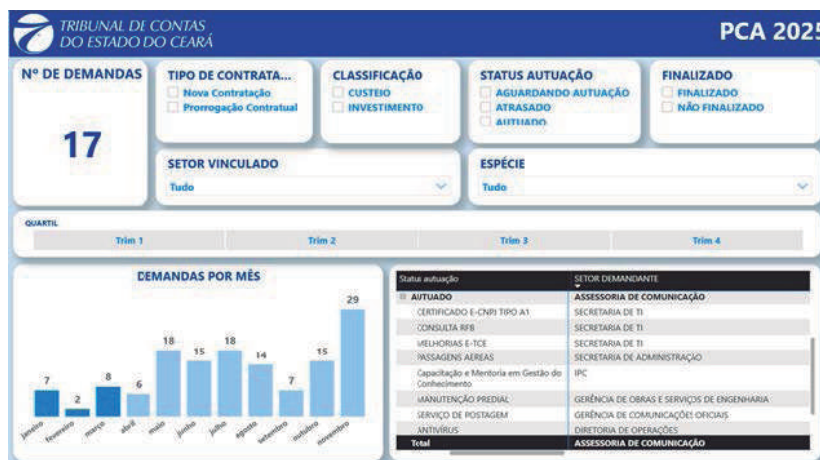 TRIBUNAL DE CONTAS
DO ESTADO DO CEARÁ
PCA 2025
Nº DE DEMANDAS
17
TIPO DE CONTRATA...
Nova Contratação
Prorrogação Contratual
CLASSIFICAÇÃO
CUSTEIO
INVESTIMENTO
STATUS AUTUAÇÃO
AGUARDANDO AUTUAÇÃO
ATRASADO
AUTUADO
FINALIZADO
FINALIZADO
NÃO FINALIZADO
SETOR VINCULADO
Tudo
ESPÉCIE
Tudo
QUARTIL
Trim 1 Trim 2 Trim 3 Trim 4
DEMANDAS POR MÊS
7 2 8 6 18 15 18 14 7 15 29
janeiro fevereiro março abril maio junho julho agosto setembro outubro novembro
Status autuação SETOR DEMANDANTE
AUTUADO ASSESSORIA DE COMUNICAÇÃO
CERTIFICADO E-CNPJ TIPO A1 SECRETARIA DE TI
CONSULTA RFB SECRETARIA DE TI
MELHORIAS E-TCE SECRETARIA DE TI
PASSAGENS AEREAS SECRETARIA DE ADMINISTRAÇÃO
Capacitação e Mentoria em Gestão do Conhecimento IPC
MANUTENÇÃO PREDIAL GERÊNCIA DE OBRAS E SERVIÇOS DE ENGENHARIA
SERVIÇO DE POSTAGEM GERÊNCIA DE COMUNICAÇÕES OFICIAIS
ANTIVÍRUS DIRETORIA DE OPERAÇÕES
Total ASSESSORIA DE COMUNICAÇÃO